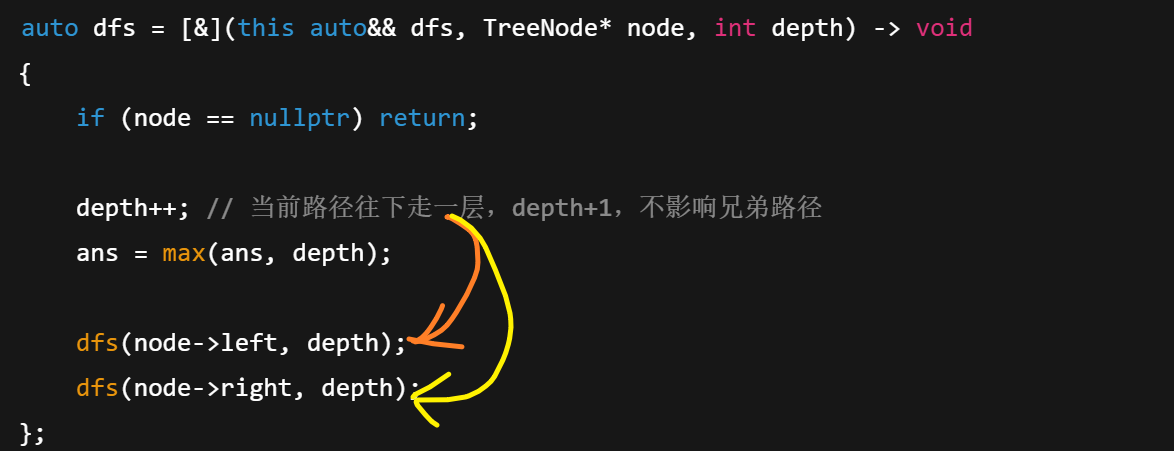 auto dfs = [&](this auto&& dfs, TreeNode* node, int depth) -> void
{
if (node == nullptr) return;
depth++; // 当前路径往下走一层，depth+1，不影响兄弟路径
ans = max(ans, depth);
dfs(node->left, depth);
dfs(node->right, depth);
};